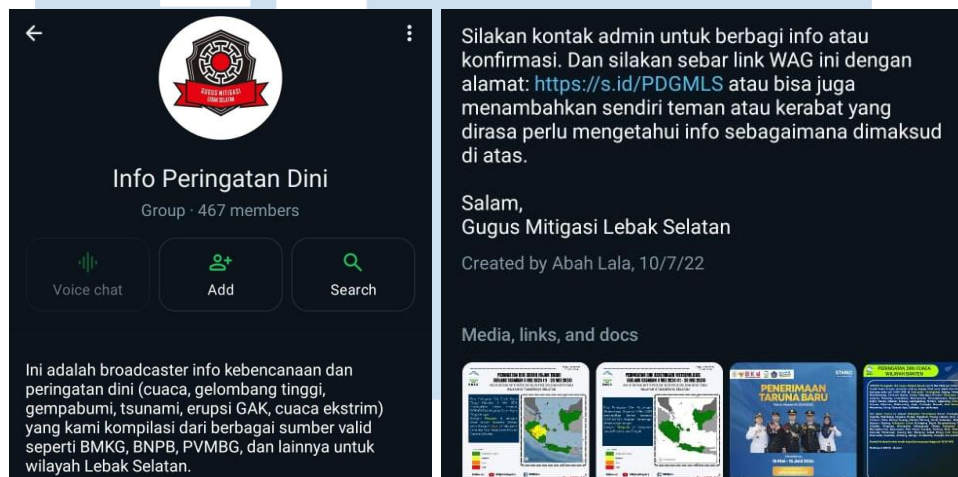 GUGUS MITIGASI
LEBAK SELATAN
Info Peringatan Dini
Group · 467 members
Voice chat
Add
Search
Ini adalah broadcaster info kebencanaan dan
peringatan dini (cuaca, gelombang tinggi,
gempabumi, tsunami, erupsi GAK, cuaca ekstrim)
yang kami kompilasi dari berbagai sumber valid
seperti BMKG, BNPB, PVMBG, dan lainnya untuk
wilayah Lebak Selatan.
Silakan kontak admin untuk berbagi info atau
konfirmasi. Dan silakan sebar link WAG ini dengan
alamat: https://s.id/PDGMLS atau bisa juga
menambahkan sendiri teman atau kerabat yang
dirasa perlu mengetahui info sebagaimana dimaksud
di atas.
Salam,
Gugus Mitigasi Lebak Selatan
Created by Abah Lala, 10/7/22
Media, links, and docs
PENERIMAAN
TARUNA BARU
PERINGATAN DINI CUACA
WILAYAH BANTEN